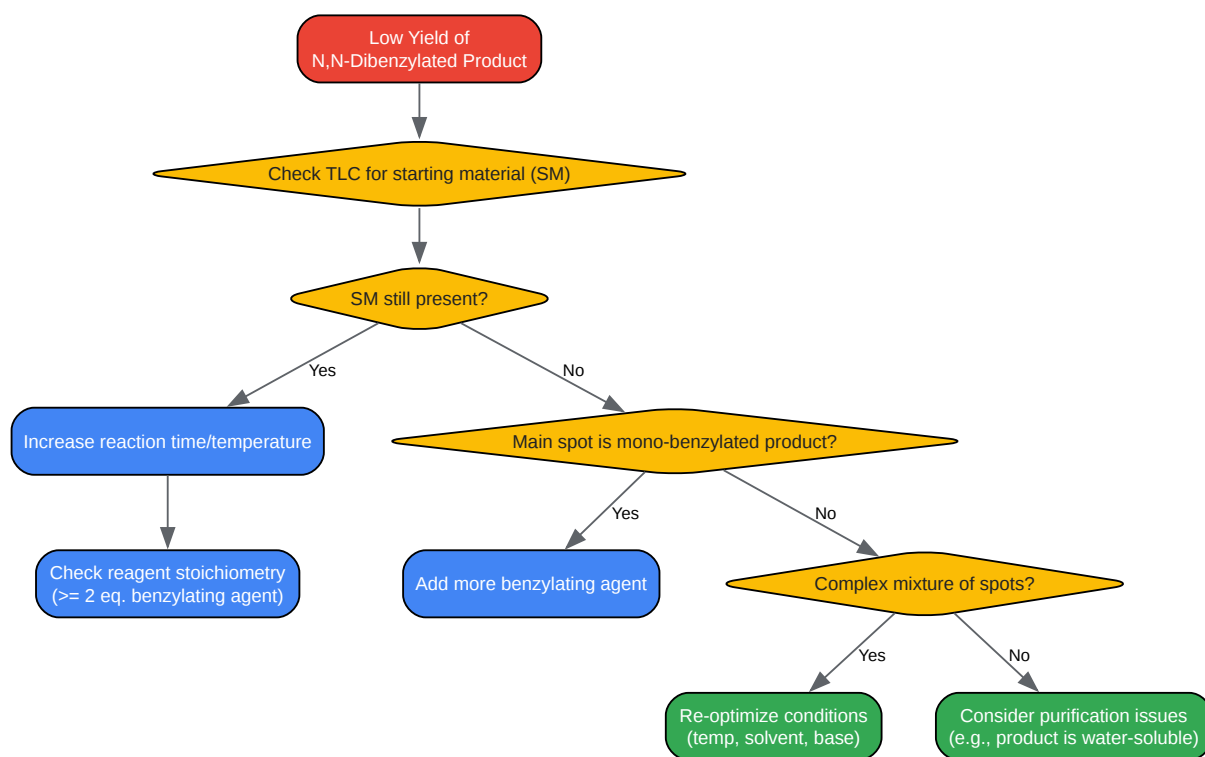 Low Yield of
N,N-Dibenzylated Product
Check TLC for starting material (SM)
SM still present?
Yes
No
Increase reaction time/temperature
Main spot is mono-benzylated product?
Yes
No
Check reagent stoichiometry
(>= 2 eq. benzylating agent)
Add more benzylating agent
Complex mixture of spots?
Yes
No
Re-optimize conditions
(temp, solvent, base)
Consider purification issues
(e.g., product is water-soluble)